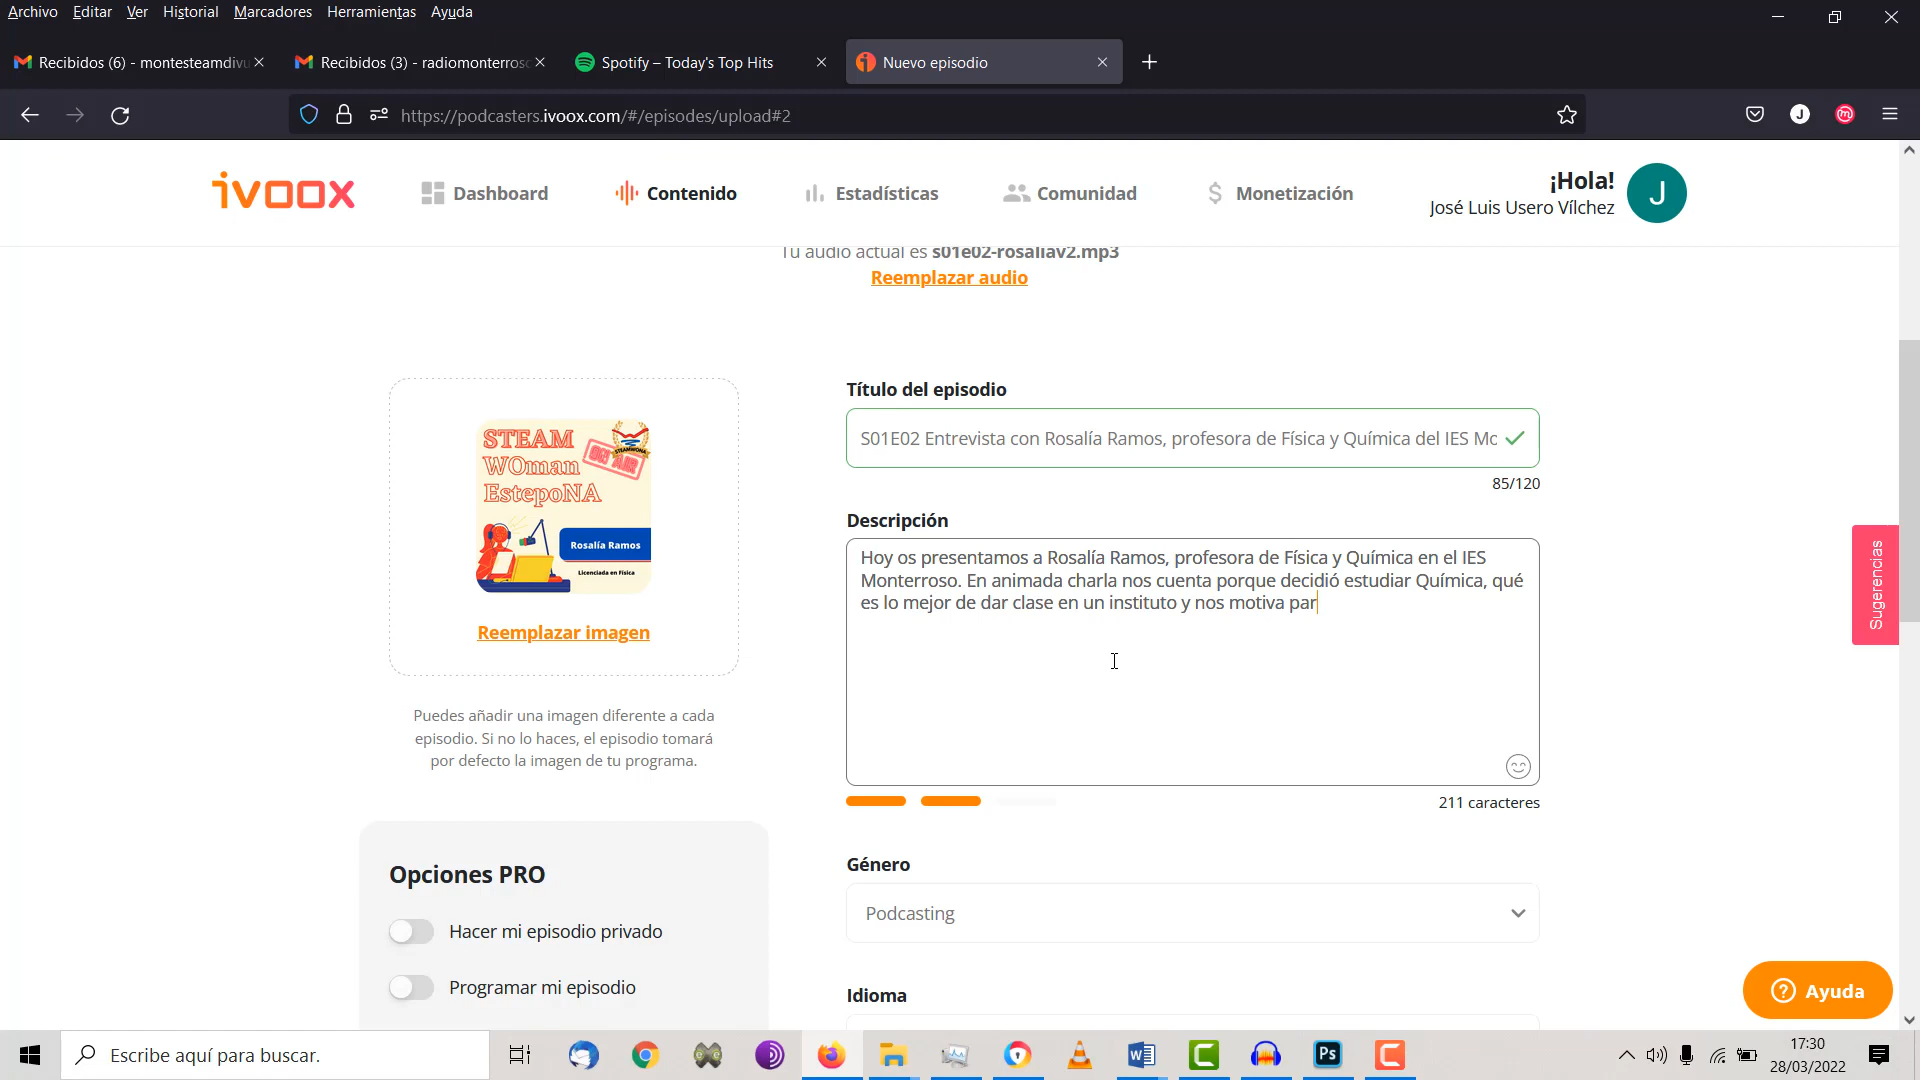 Archivo Editar Ver Historial Marcadores Herramientas Ayuda
Recibidos (6) - montesteamdivu
Recibidos (3) - radiomonterroso
Spotify – Today's Top Hits
Nuevo episodio
https://podcasters.ivoox.com/#/episodes/upload#2
ivoox
Dashboard
Contenido
Estadísticas
Comunidad
Monetización
¡Hola!
José Luis Usero Vílchez
J
Tu audio actual es s01e02-rosaliav2.mp3
Reemplazar audio
STEAM
WOman
EstepoNA
ON AIR
STEAMWONA
Rosalía Ramos
Licenciada en Física
Reemplazar imagen
Puedes añadir una imagen diferente a cada
episodio. Si no lo haces, el episodio tomará
por defecto la imagen de tu programa.
Opciones PRO
Hacer mi episodio privado
Programar mi episodio
Título del episodio
S01E02 Entrevista con Rosalía Ramos, profesora de Física y Química del IES Mo
85/120
Descripción
Hoy os presentamos a Rosalía Ramos, profesora de Física y Química en el IES
Monterroso. En animada charla nos cuenta porque decidió estudiar Química, qué
es lo mejor de dar clase en un instituto y nos motiva par
211 caracteres
Género
Podcasting
Idioma
Sugerencias
Ayuda
Escribe aquí para buscar.
17:30
28/03/2022